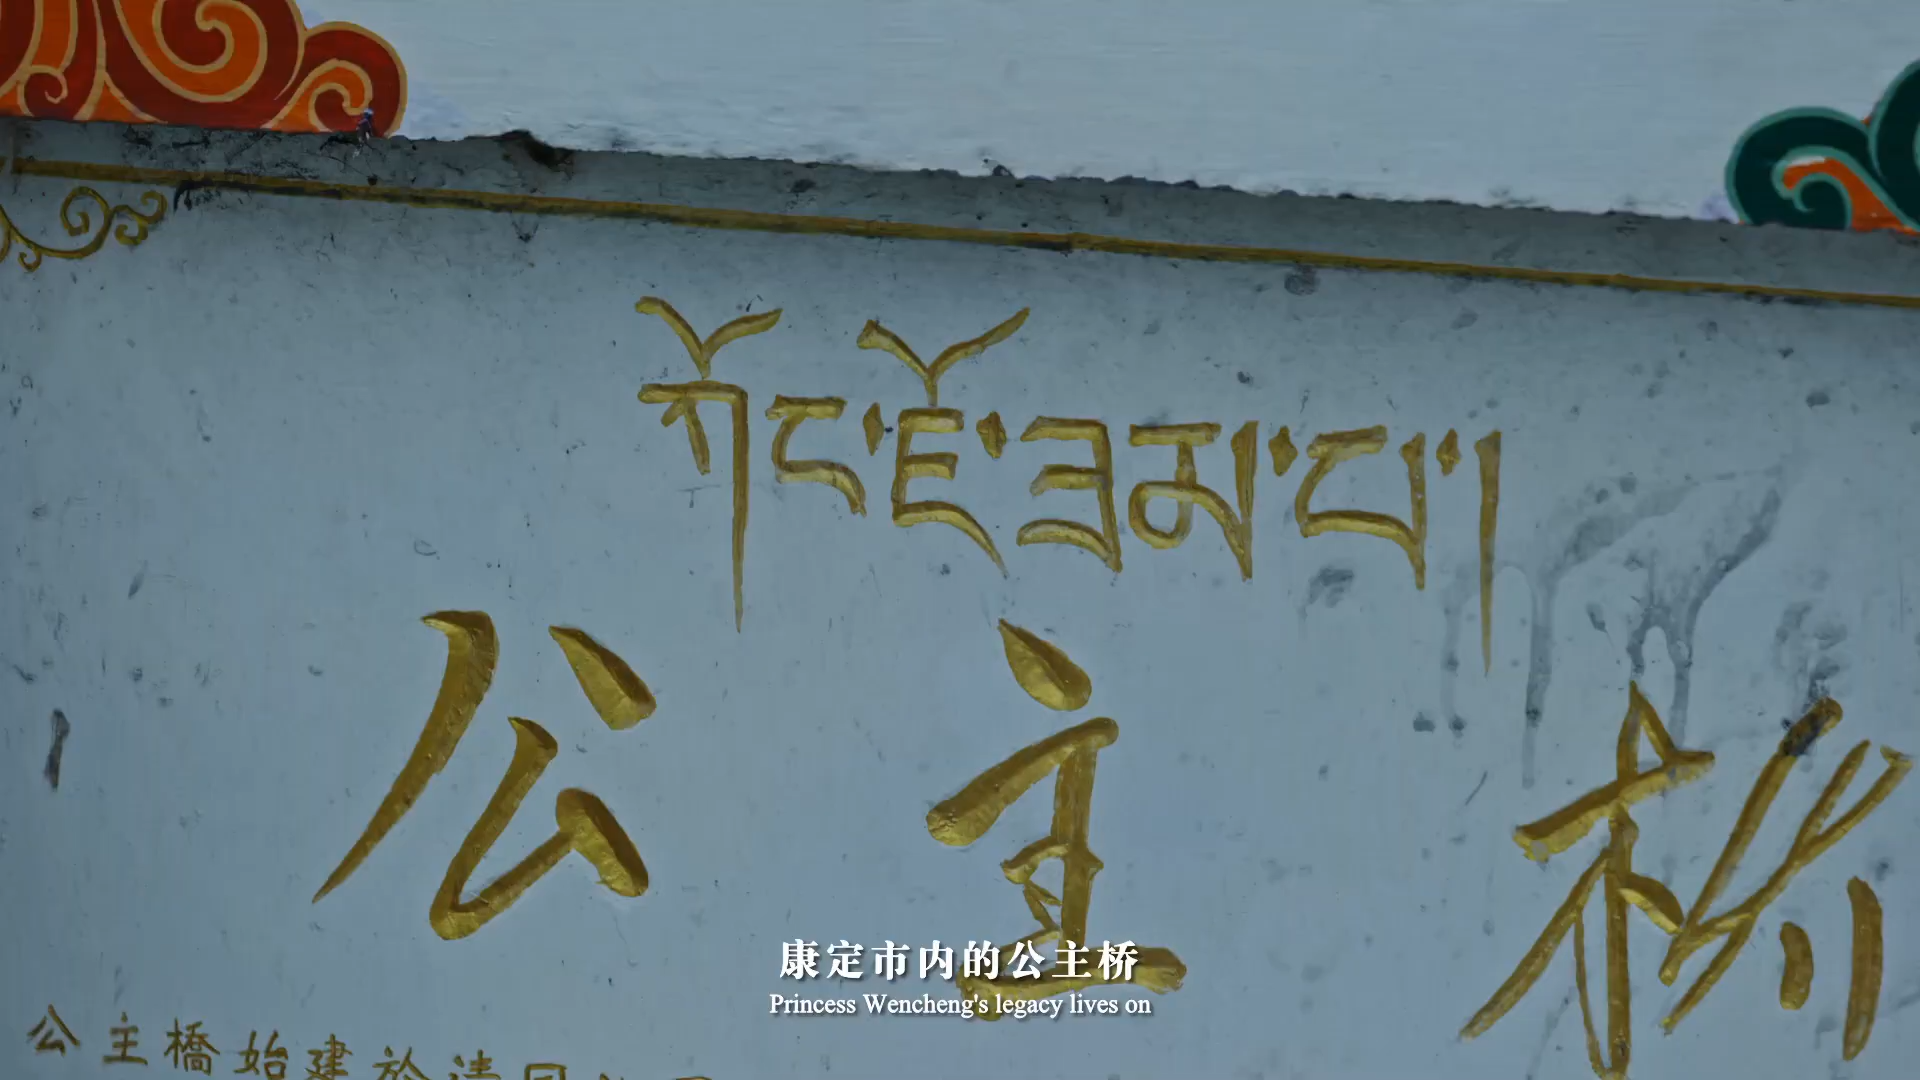 ཀོང་ཇོ་ཟམ་པ།
公主桥
康定市内的公主桥
Princess Wencheng's legacy lives on
公主橋始建於清